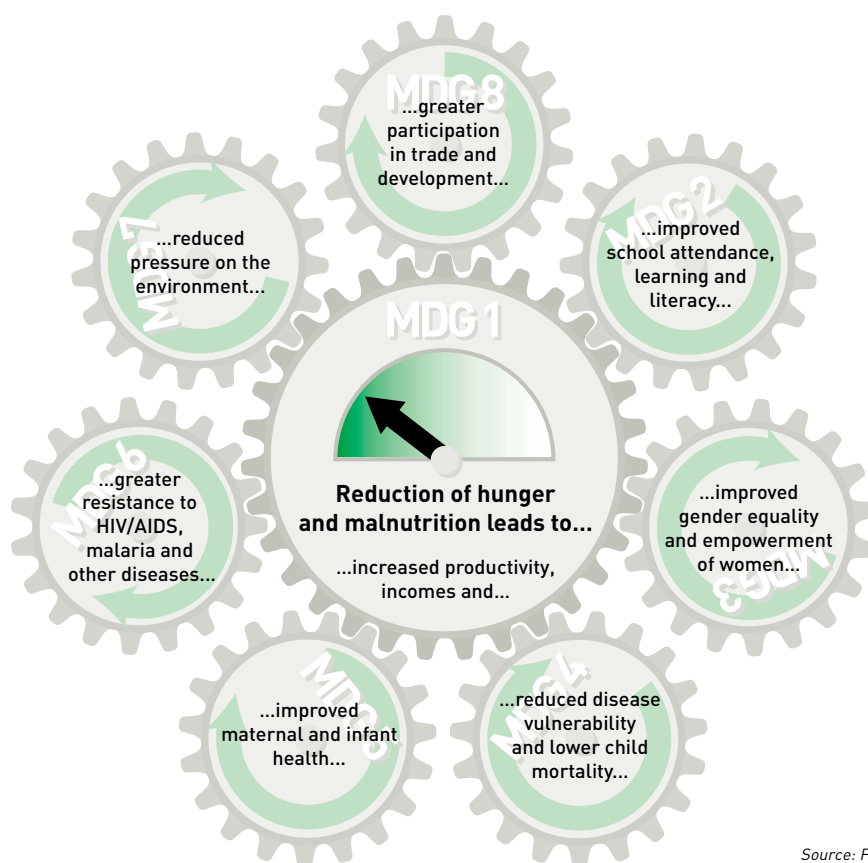 MDG 8
...greater
participation
in trade and
development...
MDG 2
...improved
school attendance,
learning and
literacy...
MDG 7
...reduced
pressure on the
environment...
MDG 1
Reduction of hunger
and malnutrition leads to...
...increased productivity,
incomes and...
MDG 6
...greater
resistance to
HIV/AIDS,
malaria and
other diseases...
MDG 3
...improved
gender equality
and empowerment
of women...
MDG 5
...improved
maternal and infant
health...
MDG 4
...reduced disease
vulnerability
and lower child
mortality...
Source: